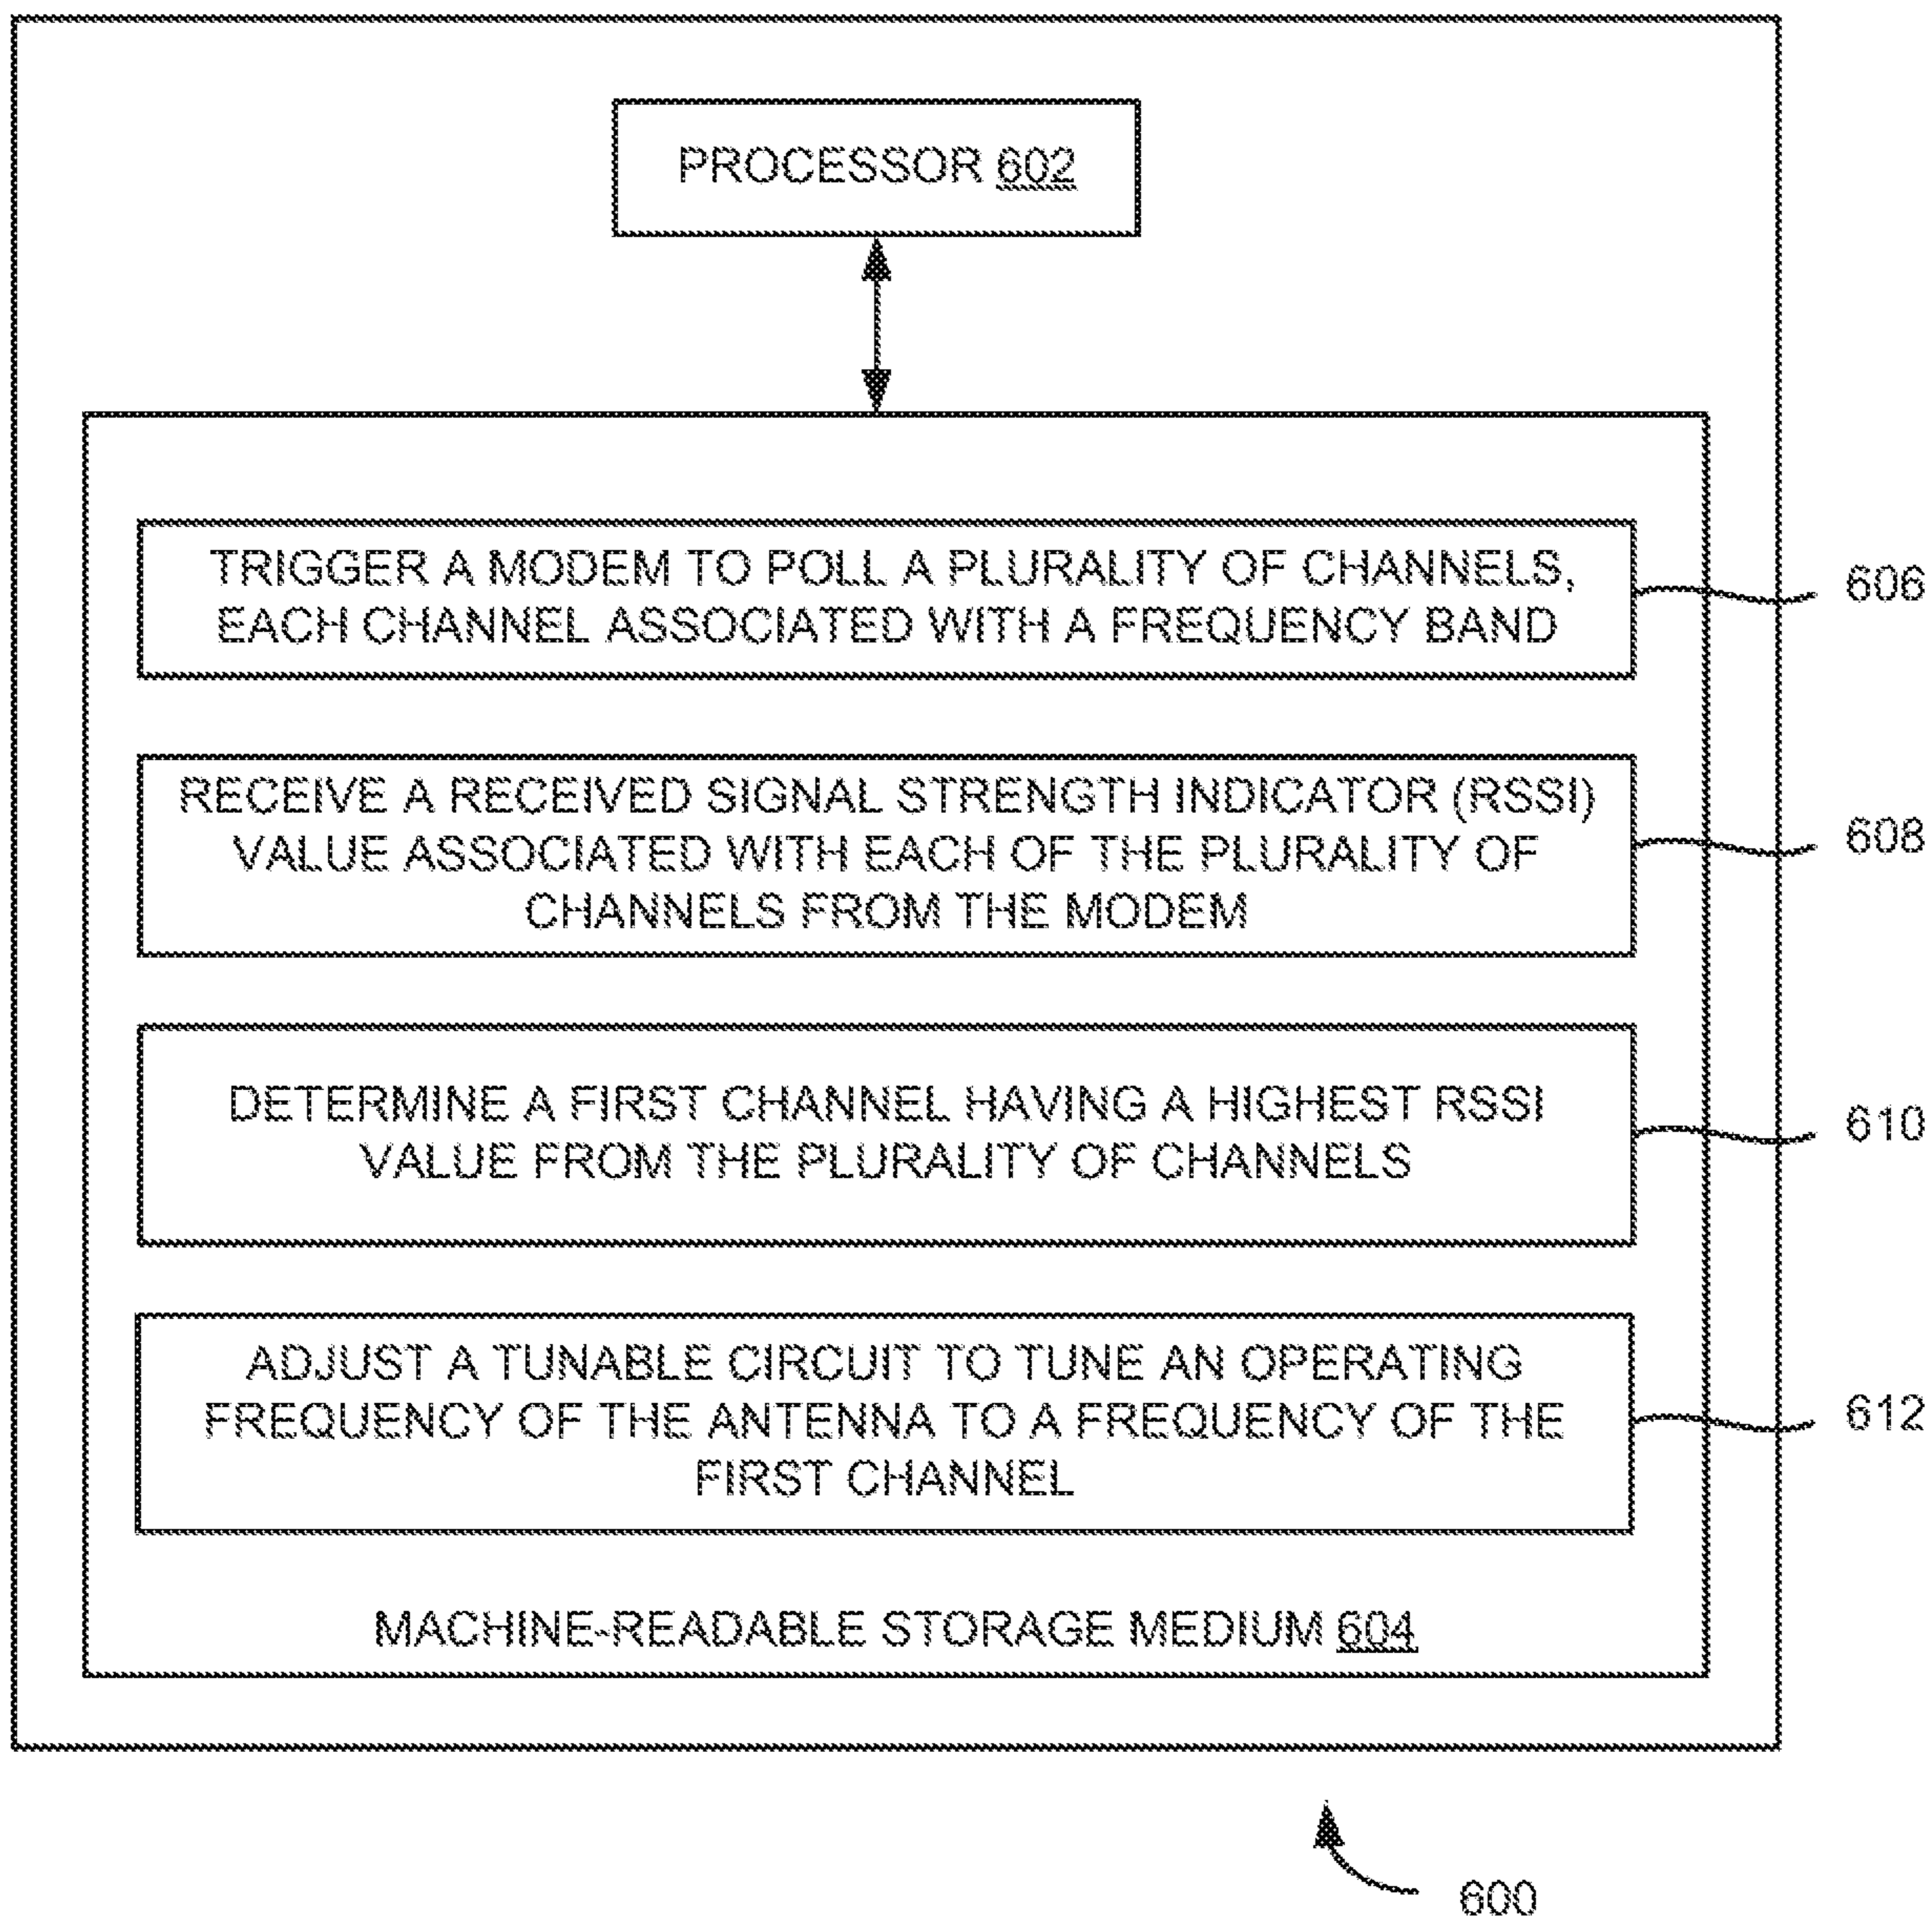 PROCESSOR 602
TRIGGER A MODEM TO POLL A PLURALITY OF CHANNELS,
EACH CHANNEL ASSOCIATED WITH A FREQUENCY BAND
606
RECEIVE A RECEIVED SIGNAL STRENGTH INDICATOR (RSSI)
VALUE ASSOCIATED WITH EACH OF THE PLURALITY OF
CHANNELS FROM THE MODEM
608
DETERMINE A FIRST CHANNEL HAVING A HIGHEST RSSI
VALUE FROM THE PLURALITY OF CHANNELS
610
ADJUST A TUNABLE CIRCUIT TO TUNE AN OPERATING
FREQUENCY OF THE ANTENNA TO A FREQUENCY OF THE
FIRST CHANNEL
612
MACHINE-READABLE STORAGE MEDIUM 604
600